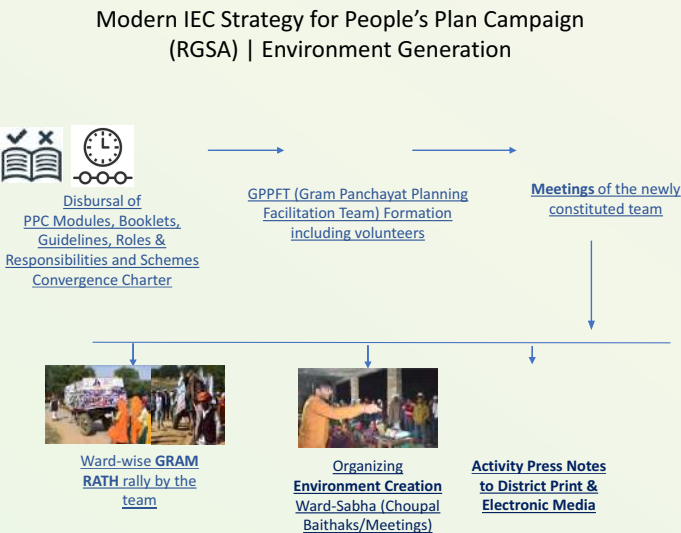 Modern IEC Strategy for People's Plan Campaign
(RGSA) | Environment Generation
Disbursal of
PPC Modules, Booklets,
Guidelines, Roles &
Responsibilities and Schemes
Convergence Charter
GPPFT (Gram Panchayat Planning
Facilitation Team) Formation
including volunteers
Meetings of the newly
constituted team
Ward-wise GRAM
RATH rally by the
team
Organizing
Environment Creation
Ward-Sabha (Choupal
Baithaks/Meetings)
Activity Press Notes
to District Print &
Electronic Media